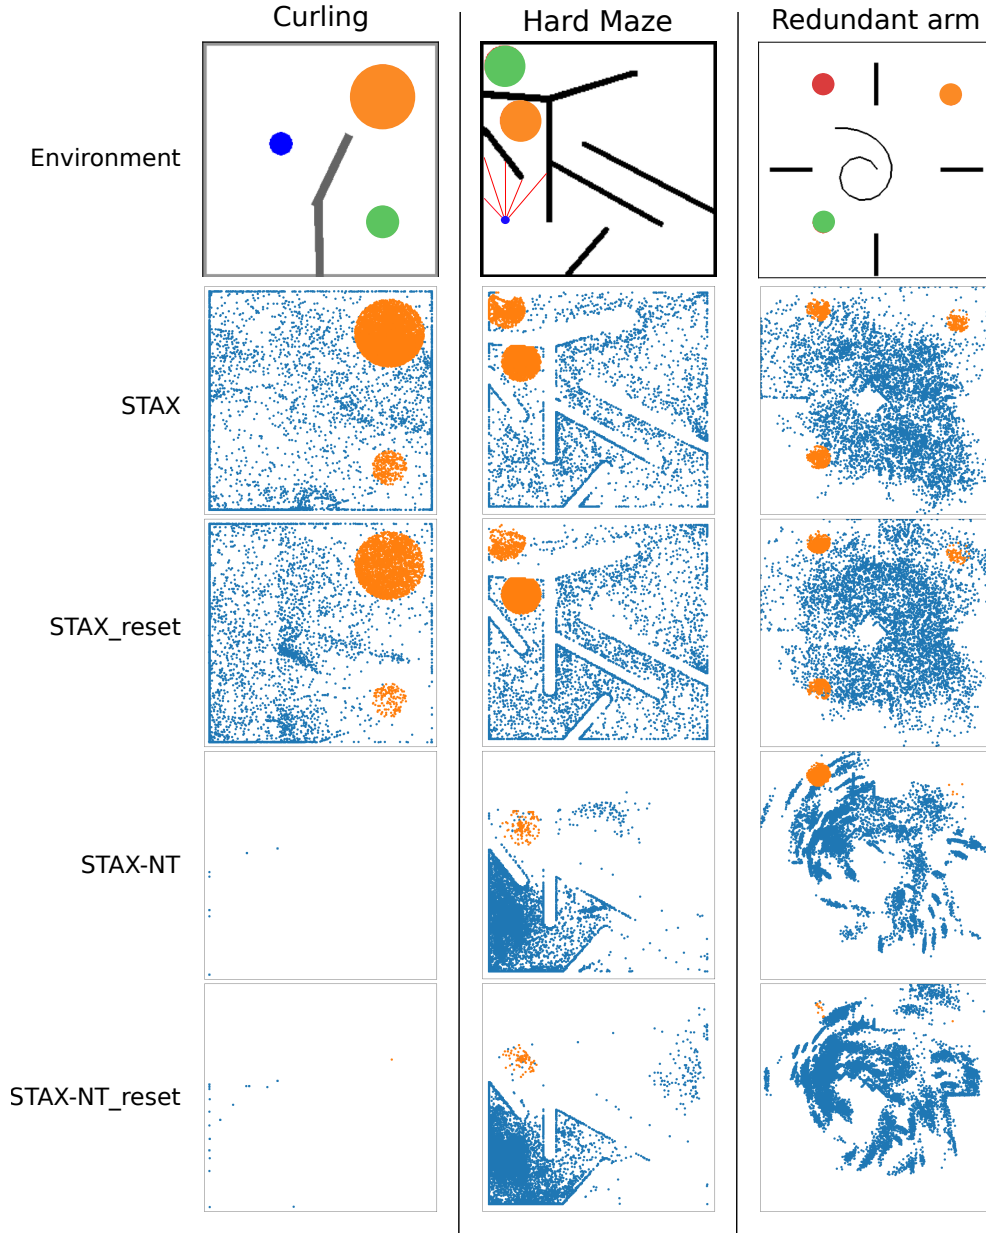 Curling
Hard Maze
Redundant arm
Environment
STAX
STAX_reset
STAX-NT
STAX-NT_reset